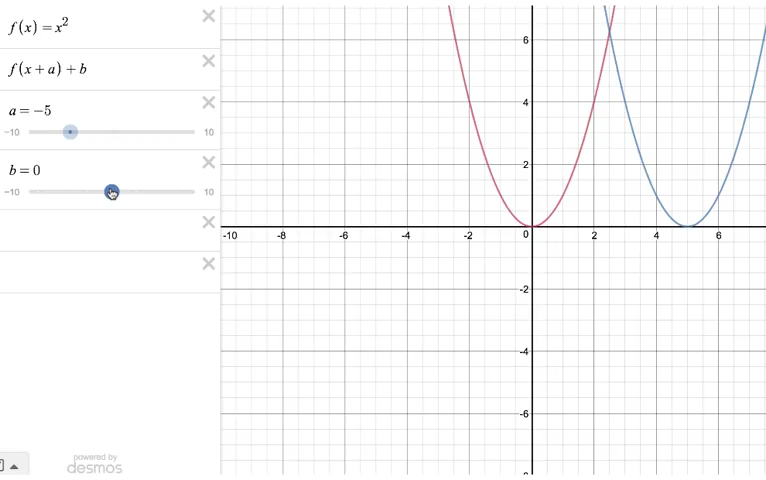 f(x) = x²
f(x+a)+b
a = −5
−10 10
b = 0
−10 10
powered by
desmos
6
4
2
-10 -8 -6 -4 -2 0 2 4 6
-2
-4
-6